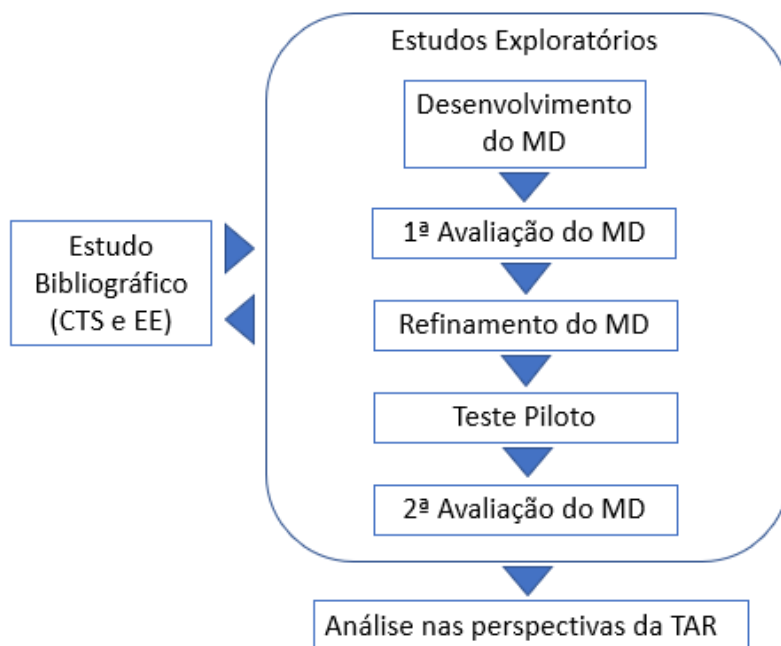 Estudos Exploratórios
Desenvolvimento
do MD
1ª Avaliação do MD
Estudo
Bibliográfico
(CTS e EE)
Refinamento do MD
Teste Piloto
2ª Avaliação do MD
Análise nas perspectivas da TAR